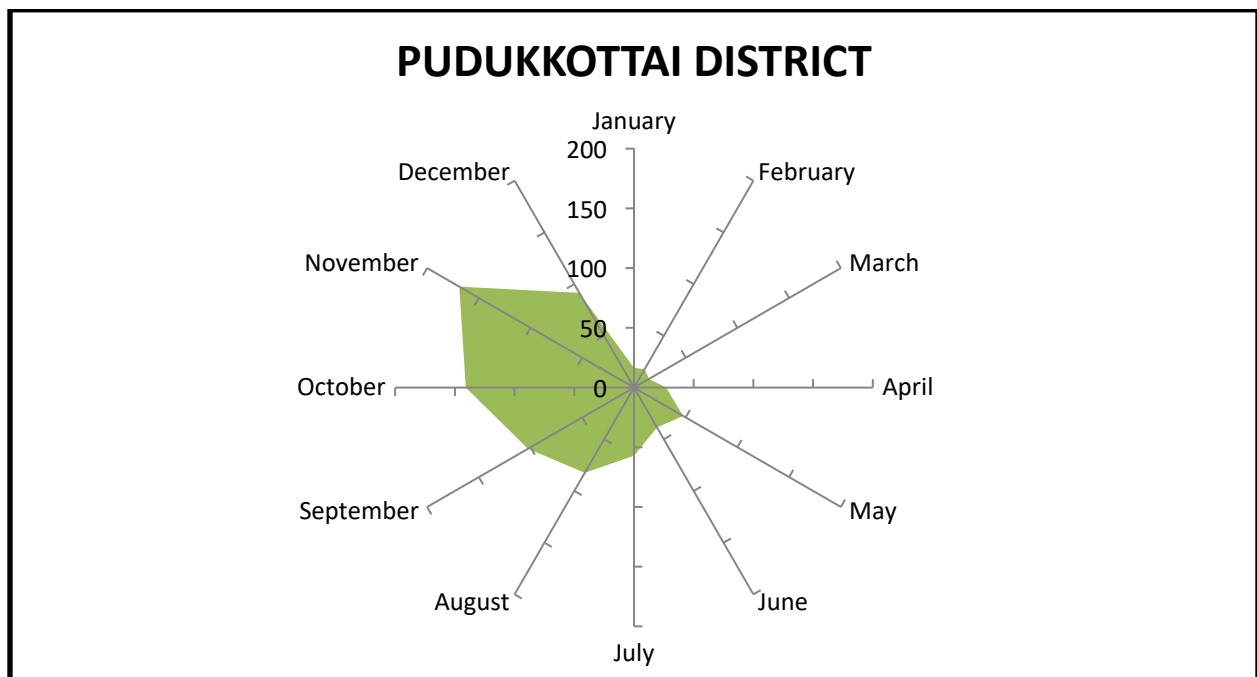 PUDUKKOTTAI DISTRICT
January
200
December
February
150
November
100
March
50
October
0
April
September
May
August
June
July